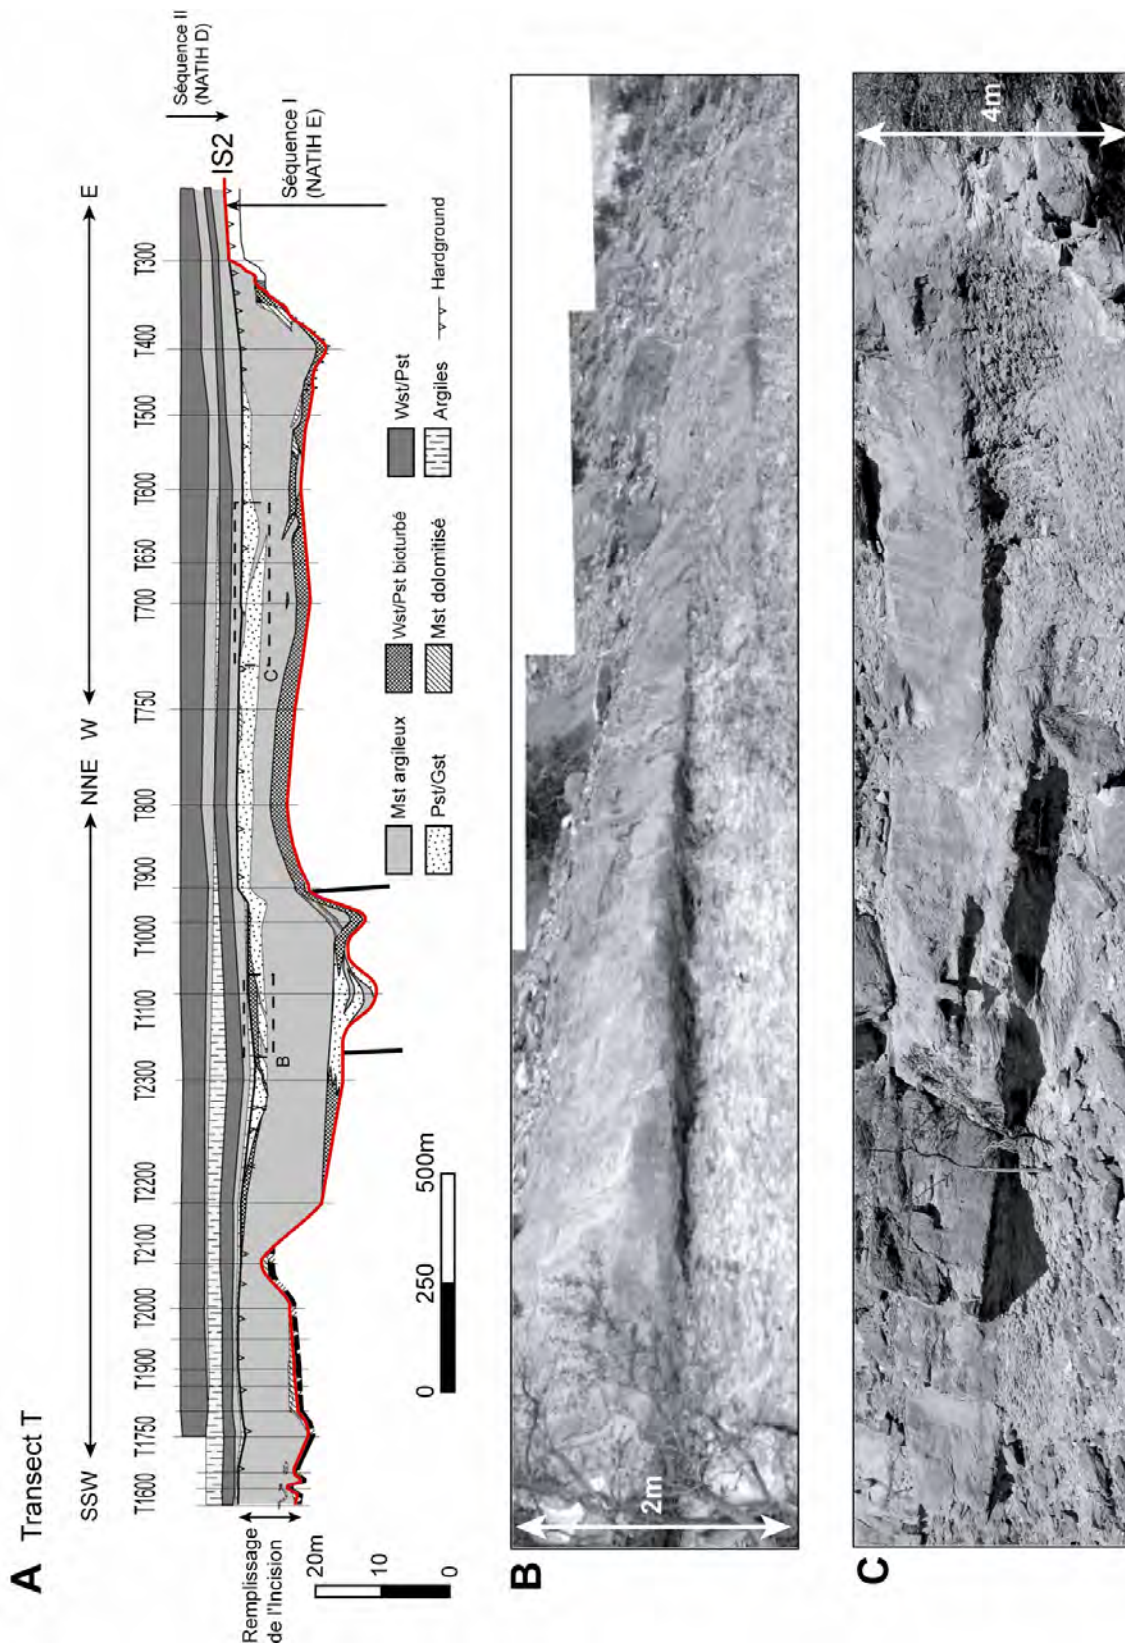 A Transect T
SSW
NNE W
E
T1600
T1750
T1900
T2000
T2100
T2200
T2300
T1100
T1000
T900
T800
T750
T700
T650
T600
T500
T400
T300
Séquence II
(NATIH D)
IS2
Séquence I
(NATIH E)
Remplissage
de l'Incision
B
C
20m
10
0
0
250
500m
Mst argileux
Wst/Pst bioturbé
Wst/Pst
Pst/Gst
Mst dolomitisé
Argiles
Hardground
B
2m
C
4m